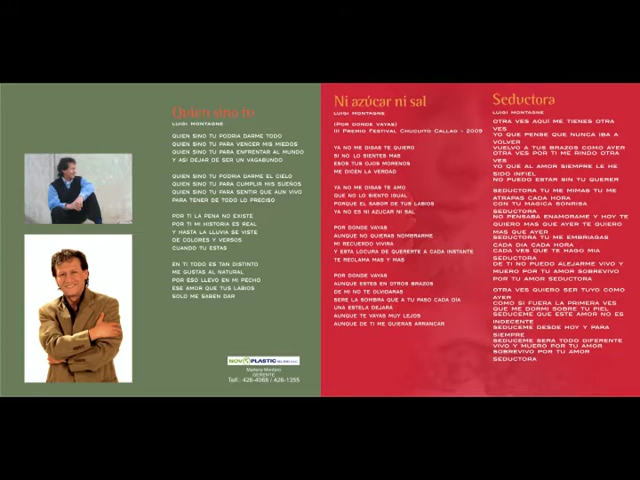 Quien sino tu
LUIGI MONTAGNE
QUIEN SINO TU PODRIA DARME TODO
QUIEN SINO TU PARA VENCER MIS MIEDOS
QUIEN SINO TU PARA ENFRENTAR AL MUNDO
Y ASI DEJAR DE SER UN VAGABUNDO
QUIEN SINO TU PODRIA DARME EL CIELO
QUIEN SINO TU PARA CUMPLIR MIS SUEÑOS
QUIEN SINO TU PARA SENTIR QUE AUN VIVO
PARA TENER DE TODO LO PRECISO
POR TI LA PENA NO EXISTE
POR TI MI HISTORIA ES REAL
Y HASTA LA LLUVIA SE VISTE
DE COLORES Y VERSOS
CUANDO TU ESTAS
EN TI TODO ES TAN DISTINTO
ME GUSTAS AL NATURAL
POR ESO LLEVO EN MI PECHO
ESE AMOR QUE TUS LABIOS
SOLO ME SABEN DAR
NOVOPLASTIC
GERENTE
Telf.: 426-4068 / 426-1355
Ni azúcar ni sal
LUIGI MONTAGNE
(POR DONDE VAYAS)
III PREMIO FESTIVAL CHUCUITO CALLAO - 2009
YA NO ME DIGAS TE QUIERO
SI NO LO SIENTES MAS
ESOS TUS OJOS MORENOS
ME DICEN LA VERDAD
YA NO ME DIGAS TE AMO
QUE NO LO SIENTO IGUAL
PORQUE EL SABOR DE TUS LABIOS
YA NO ES NI AZUCAR NI SAL
POR DONDE VAYAS
AUNQUE NO QUIERAS NOMBRARME
MI RECUERDO VIVIRA
Y ESTA LOCURA DE QUERERTE A CADA INSTANTE
TE RECLAMA MAS Y MAS
POR DONDE VAYAS
AUNQUE ESTES EN OTROS BRAZOS
DE MI NO TE OLVIDARAS
SERE LA SOMBRA QUE A TU PASO CADA DÍA
UNA ESTELA DEJARÁ
AUNQUE TE VAYAS MUY LEJOS
AUNQUE DE TI ME QUIERAS ARRANCAR
Seductora
LUIGI MONTAGNE
OTRA VES AQUÍ ME TIENES OTRA
VES
YO QUE PENSE QUE NUNCA IBA A
VOLVER
VUELVO A TUS BRAZOS COMO AYER
OTRA VES POR TI ME RINDO OTRA
VES
YO QUE AL AMOR SIEMPRE LE HE
SIDO INFIEL
NO PUEDO ESTAR SIN TU QUERER
SEDUCTORA TU ME MIMAS TU ME
ATRAPAS CADA HORA
CON TU MAGICA SONRISA
SEDUCTORA
NO PENSABA ENAMORAME Y HOY TE
QUIERO MAS QUE AYER TE QUIERO
MAS QUE AYER
SEDUCTORA TU ME EMBRIAGAS
CADA DIA CADA HORA
CADA VES QUE TE HAGO MIA
SEDUCTORA
DE TI NO PUEDO ALEJARME VIVO Y
MUERO POR TU AMOR SOBREVIVO
POR TU AMOR SEDUCTORA
OTRA VES QUIERO SER TUYO COMO
AYER
COMO SI FUERA LA PRIMERA VES
QUE ME DORMI SOBRE TU PIEL
SEDUCEME QUE ESTE AMOR NO ES
INDECENTE
SEDUCEME DESDE HOY Y PARA
SIEMPRE
SEDUCEME SERA TODO DIFERENTE
VIVO Y MUERO POR TU AMOR
SOBREVIVO POR TU AMOR
SEDUCTORA